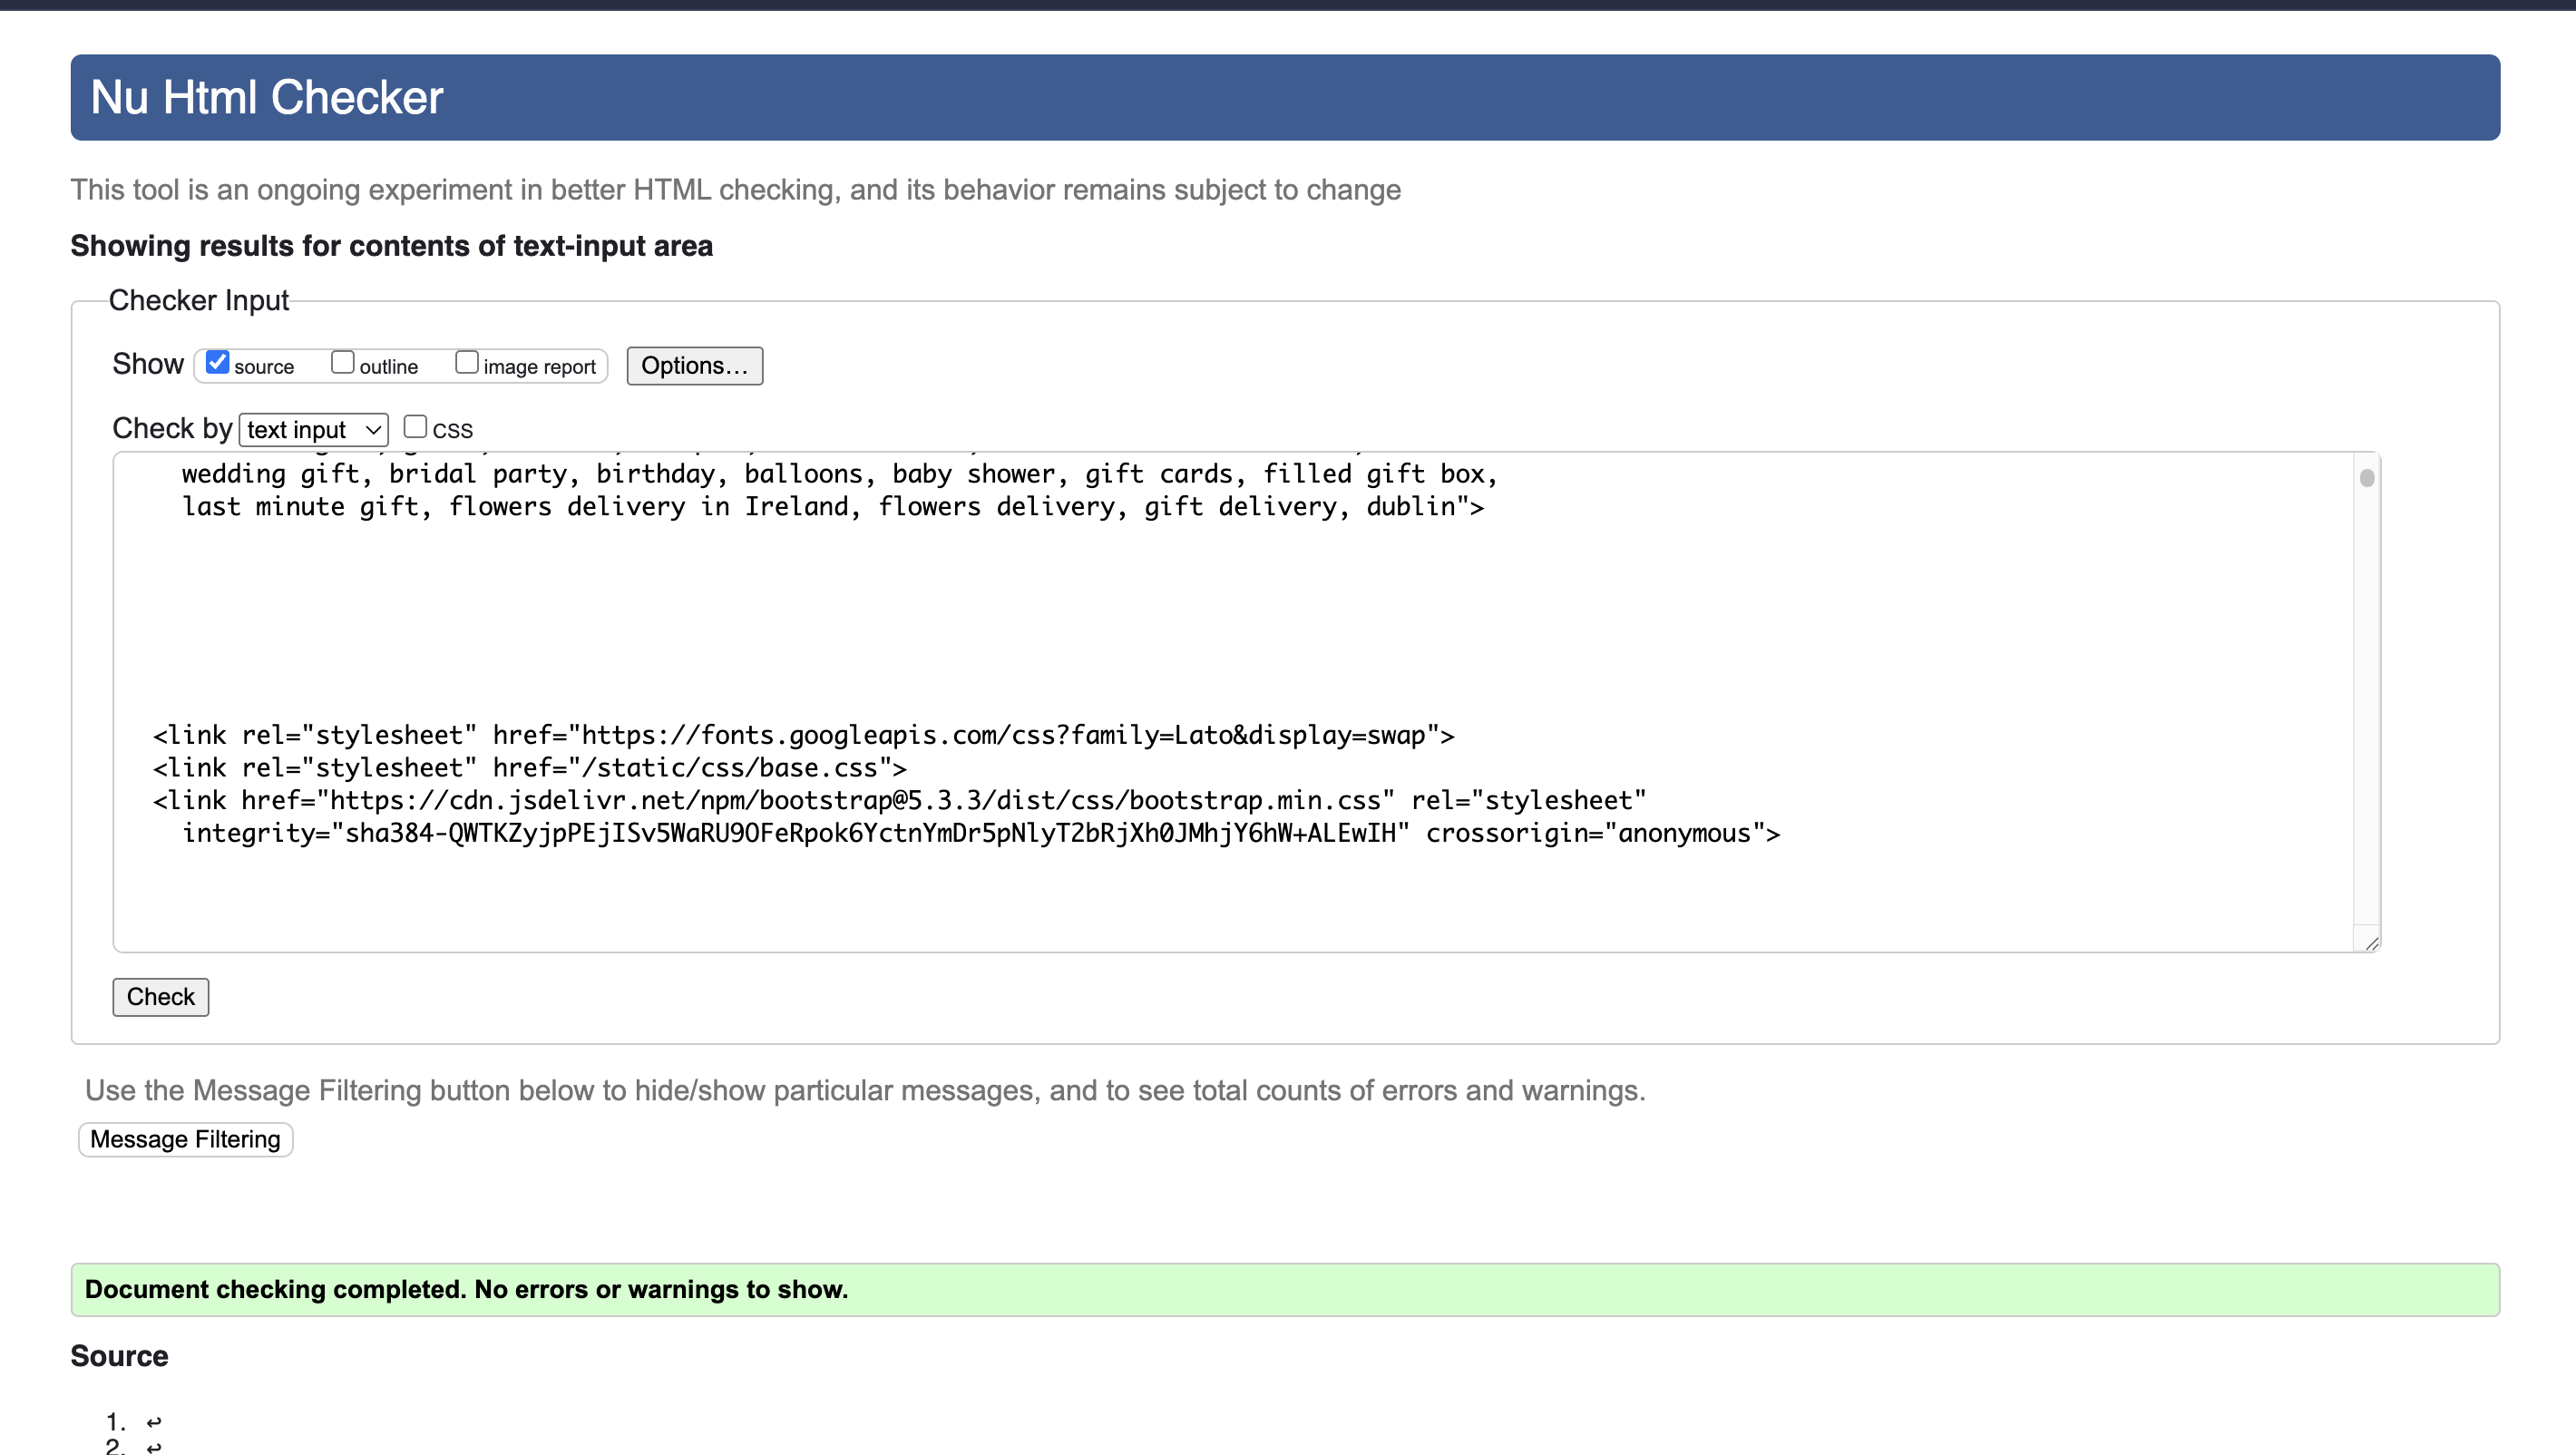 Nu Html Checker
This tool is an ongoing experiment in better HTML checking, and its behavior remains subject to change
Showing results for contents of text-input area
Checker Input
Show source outline image report Options...
Check by text input css
wedding gift, bridal party, birthday, balloons, baby shower, gift cards, filled gift box,
last minute gift, flowers delivery in Ireland, flowers delivery, gift delivery, dublin">
<link rel="stylesheet" href="https://fonts.googleapis.com/css?family=Lato&display=swap">
<link rel="stylesheet" href="/static/css/base.css">
<link href="https://cdn.jsdelivr.net/npm/bootstrap@5.3.3/dist/css/bootstrap.min.css" rel="stylesheet"
integrity="sha384-QWTKZyjpPEjISv5WaRU9OFeRpok6YctnYmDr5pNlyT2bRjXh0JMhjY6hW+ALEwIH" crossorigin="anonymous">
Check
Use the Message Filtering button below to hide/show particular messages, and to see total counts of errors and warnings.
Message Filtering
Document checking completed. No errors or warnings to show.
Source
1. ↩
2. ↩